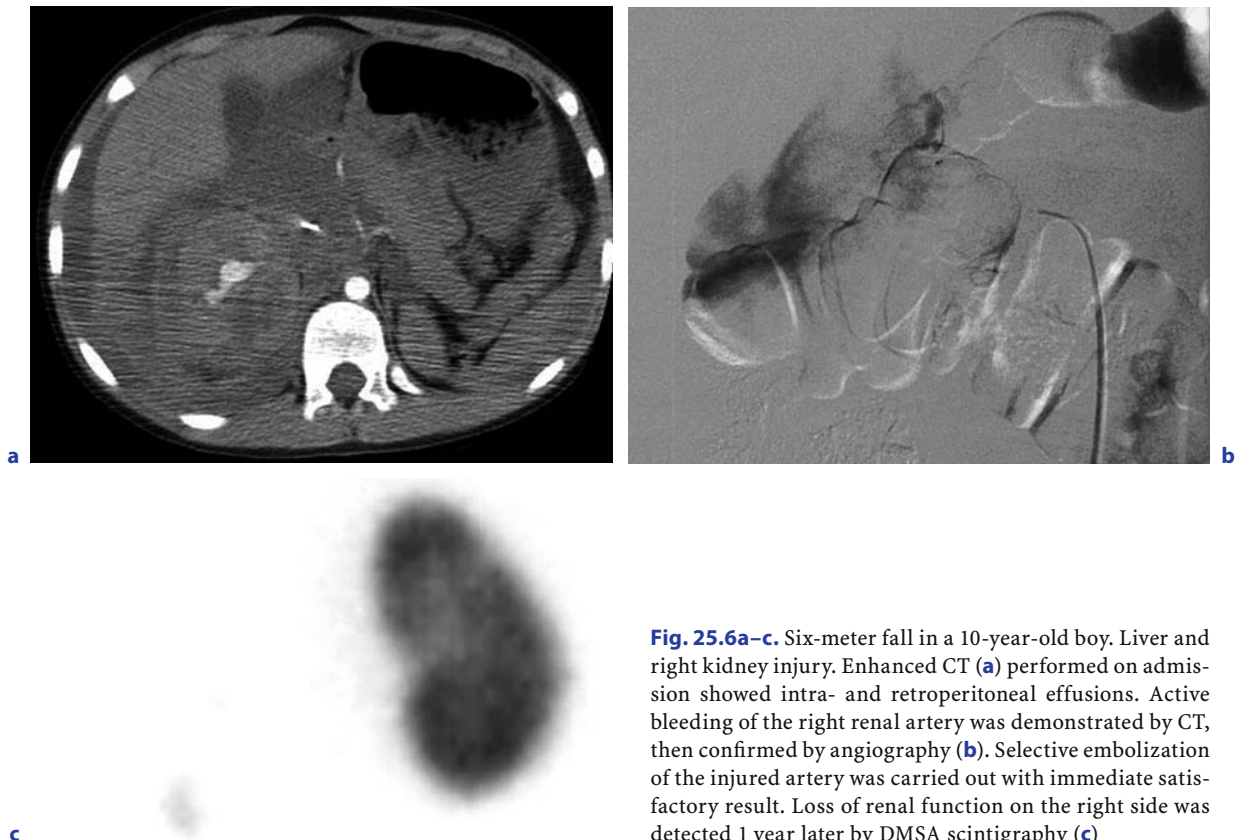 a
b
c
Fig. 25.6a–c. Six-meter fall in a 10-year-old boy. Liver and
right kidney injury. Enhanced CT (a) performed on admis-
sion showed intra- and retroperitoneal effusions. Active
bleeding of the right renal artery was demonstrated by CT,
then confirmed by angiography (b). Selective embolization
of the injured artery was carried out with immediate satis-
factory result. Loss of renal function on the right side was
detected 1 year later by DMSA scintigraphy (c)